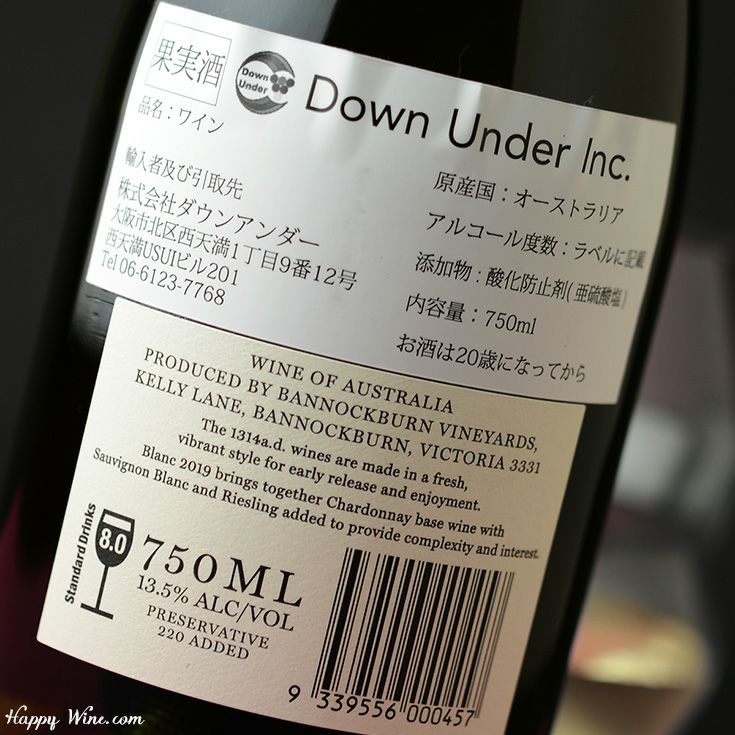 果実酒
Down
Under
Down Under Inc.
品名：ワイン
輸入者及び引取先
株式会社ダウンアンダー
大阪市北区西天満1丁目9番12号
西天満USUIビル201
Tel 06-6123-7768
原産国：オーストラリア
アルコール度数：ラベルに記載
添加物：酸化防止剤(亜硫酸塩)
内容量：750ml
お酒は20歳になってから
WINE OF AUSTRALIA
PRODUCED BY BANNOCKBURN VINEYARDS,
KELLY LANE, BANNOCKBURN, VICTORIA 3331
The 1314a.d. wines are made in a fresh,
vibrant style for early release and enjoyment.
Blanc 2019 brings together Chardonnay base wine with
Sauvignon Blanc and Riesling added to provide complexity and interest.
Standard Drinks
8.0
750ML
13.5% ALC/VOL
PRESERVATIVE
220 ADDED
9 339556 000457
Happy Wine.com